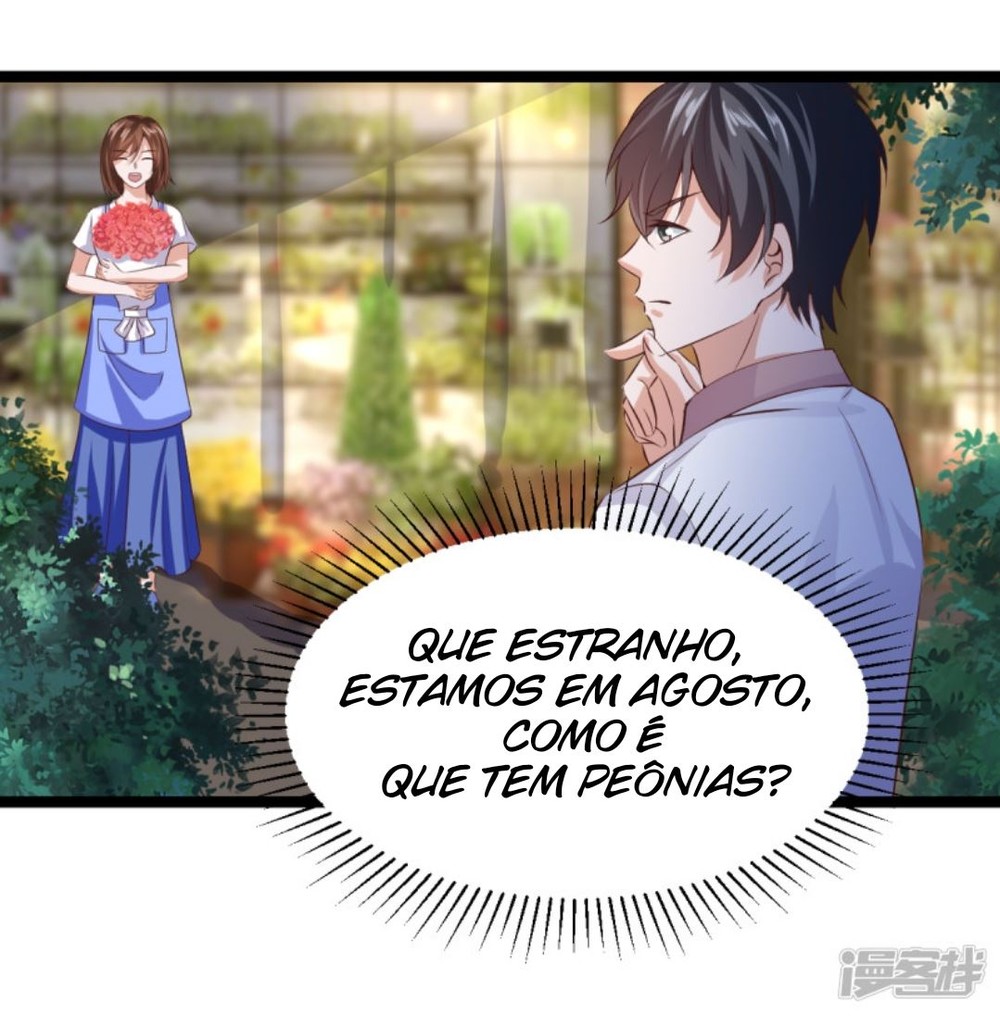 QUE ESTRANHO,
ESTAMOS EM AGOSTO,
COMO É
QUE TEM PEÔNIAS?
漫客栈